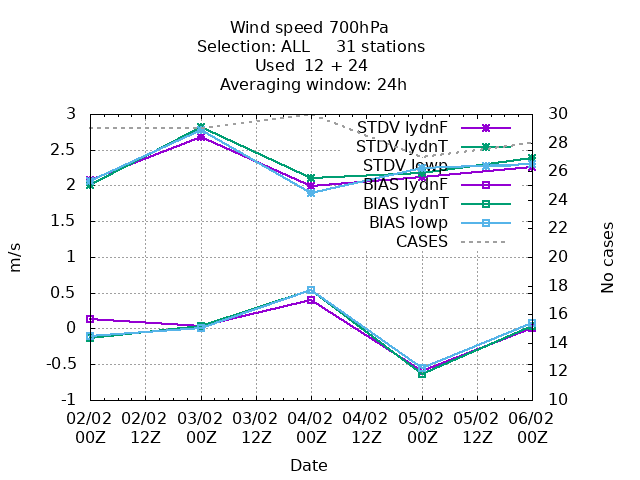 Wind speed 700hPa
Selection: ALL     31 stations
Used  12 + 24
Averaging window: 24h
3
2.5
2
1.5
1
0.5
0
-0.5
-1
m/s
STDV lydnF
STDV lydnT
STDV lowp
BIAS lydnF
BIAS lydnT
BIAS lowp
CASES
30
28
26
24
22
20
18
16
14
12
10
No cases
02/02 02/02 03/02 03/02 04/02 04/02 05/02 05/02 06/02
00Z 12Z 00Z 12Z 00Z 12Z 00Z 12Z 00Z
Date